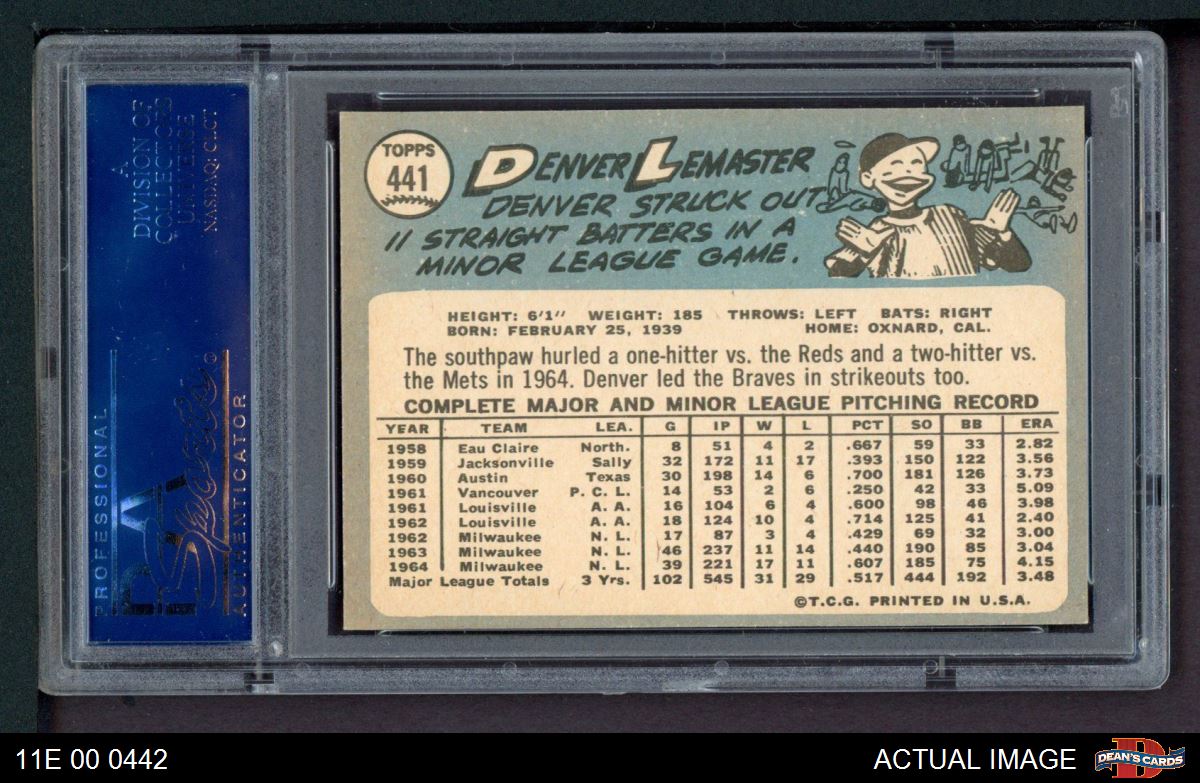 A
DIVISION OF
COLLECTORS
UNIVERSE
NASDAQ: CLCT
PROFESSIONAL
PSA
Sports
AUTHENTICATOR
TOPPS
441
DENVER LEMASTER
DENVER STRUCK OUT
11 STRAIGHT BATTERS IN A
MINOR LEAGUE GAME.
HEIGHT: 6'1" WEIGHT: 185 THROWS: LEFT BATS: RIGHT
BORN: FEBRUARY 25, 1939 HOME: OXNARD, CAL.
The southpaw hurled a one-hitter vs. the Reds and a two-hitter vs.
the Mets in 1964. Denver led the Braves in strikeouts too.
COMPLETE MAJOR AND MINOR LEAGUE PITCHING RECORD
YEAR TEAM LEA. G IP W L PCT SO BB ERA
1958 Eau Claire North. 8 51 4 2 .667 59 33 2.82
1959 Jacksonville Sally 32 172 11 17 .393 150 122 3.56
1960 Austin Texas 30 198 14 6 .700 181 126 3.73
1961 Vancouver P. C. L. 14 53 2 6 .250 42 33 5.09
1961 Louisville A. A. 16 104 6 4 .600 98 46 3.98
1962 Louisville A. A. 18 124 10 4 .714 125 41 2.40
1962 Milwaukee N. L. 17 87 3 4 .429 69 32 3.00
1963 Milwaukee N. L. 46 237 11 14 .440 190 85 3.04
1964 Milwaukee N. L. 39 221 17 11 .607 185 75 4.15
Major League Totals 3 Yrs. 102 545 31 29 .517 444 192 3.48
©T.C.G. PRINTED IN U.S.A.
11E 00 0442
ACTUAL IMAGE
DEAN'S CARDS